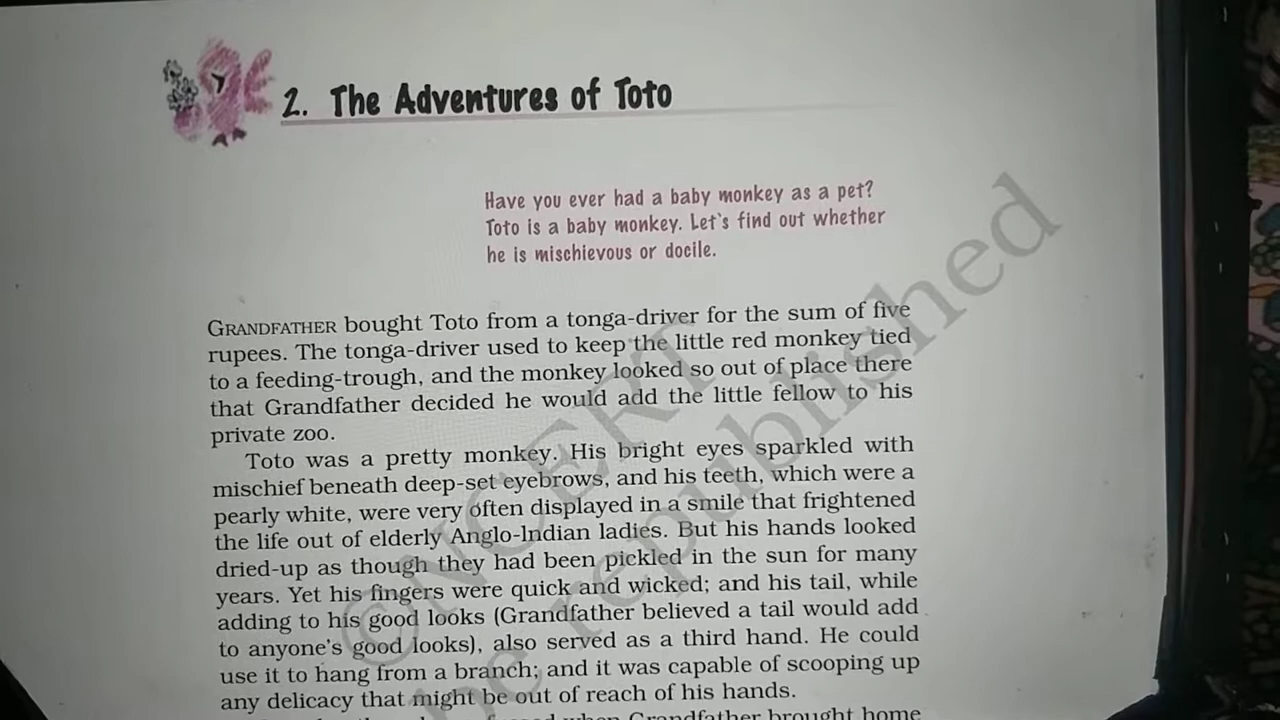 2. The Adventures of Toto
Have you ever had a baby monkey as a pet?
Toto is a baby monkey. Let's find out whether
he is mischievous or docile.
GRANDFATHER bought Toto from a tonga-driver for the sum of five
rupees. The tonga-driver used to keep the little red monkey tied
to a feeding-trough, and the monkey looked so out of place there
that Grandfather decided he would add the little fellow to his
private zoo.
Toto was a pretty monkey. His bright eyes sparkled with
mischief beneath deep-set eyebrows, and his teeth, which were a
pearly white, were very often displayed in a smile that frightened
the life out of elderly Anglo-Indian ladies. But his hands looked
dried-up as though they had been pickled in the sun for many
years. Yet his fingers were quick and wicked; and his tail, while
adding to his good looks (Grandfather believed a tail would add
to anyone's good looks), also served as a third hand. He could
use it to hang from a branch; and it was capable of scooping up
any delicacy that might be out of reach of his hands.
when Grandfather brought home
©NCERT
be republished